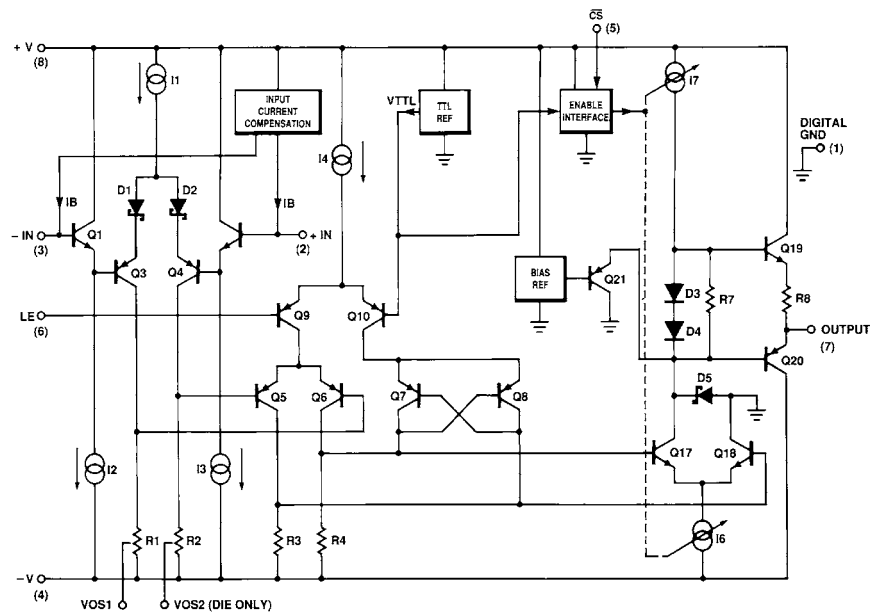 CS
(5)
+V
(8)
I1
I7
INPUT
CURRENT
COMPENSATION
VTTL
TTL
REF
ENABLE
INTERFACE
DIGITAL
GND
(1)
I4
D1
D2
IB
IB
Q1
-IN
(3)
+IN
(2)
Q3
Q4
Q19
BIAS
REF
Q21
D3
R7
R8
LE
(6)
Q9
Q10
D4
OUTPUT
(7)
Q20
Q5
Q6
Q7
Q8
D5
Q17
Q18
I2
I3
R1
R2
R3
R4
I6
-V
(4)
VOS1
VOS2 (DIE ONLY)